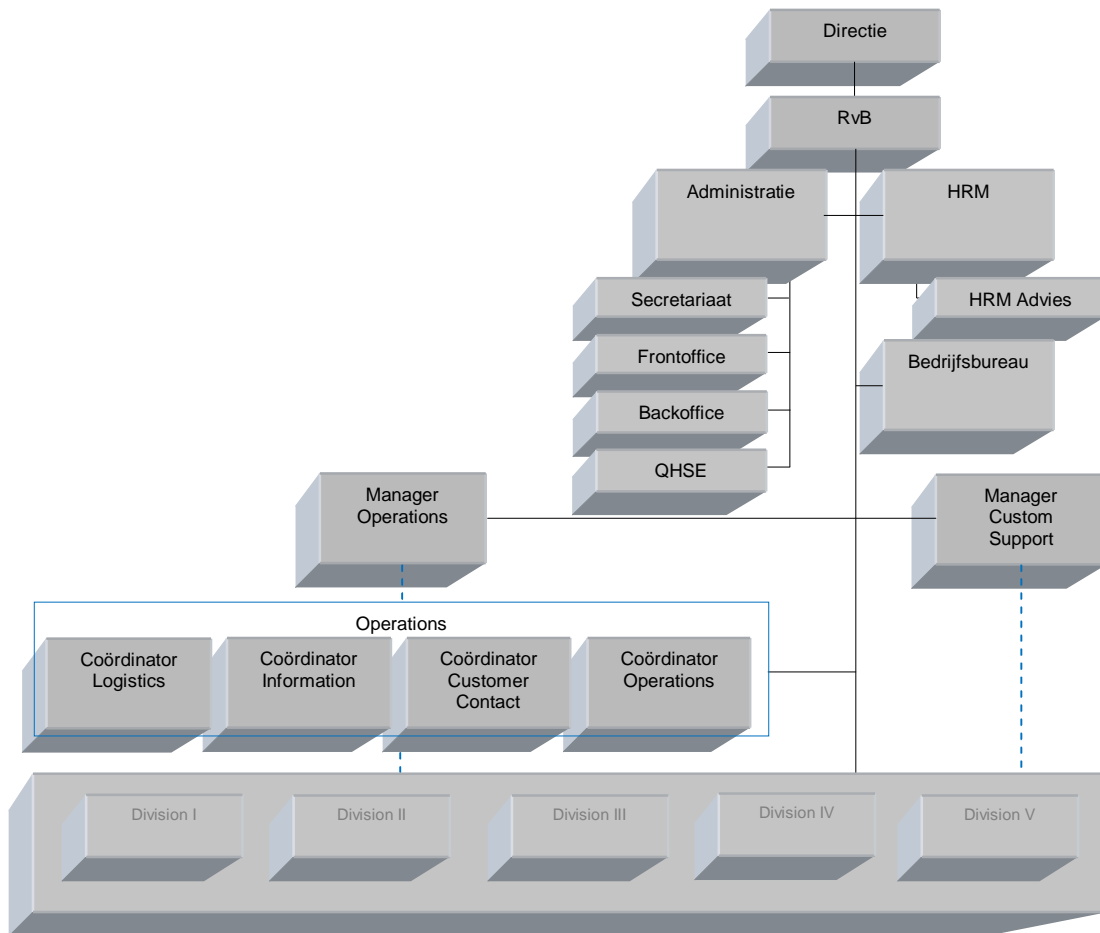 Directie
RvB
Administratie
HRM
Secretariaat
HRM Advies
Frontoffice
Bedrijfsbureau
Backoffice
QHSE
Manager
Operations
Manager
Custom
Support
Operations
Coördinator
Logistics
Coördinator
Information
Coördinator
Customer
Contact
Coördinator
Operations
Division I
Division II
Division III
Division IV
Division V